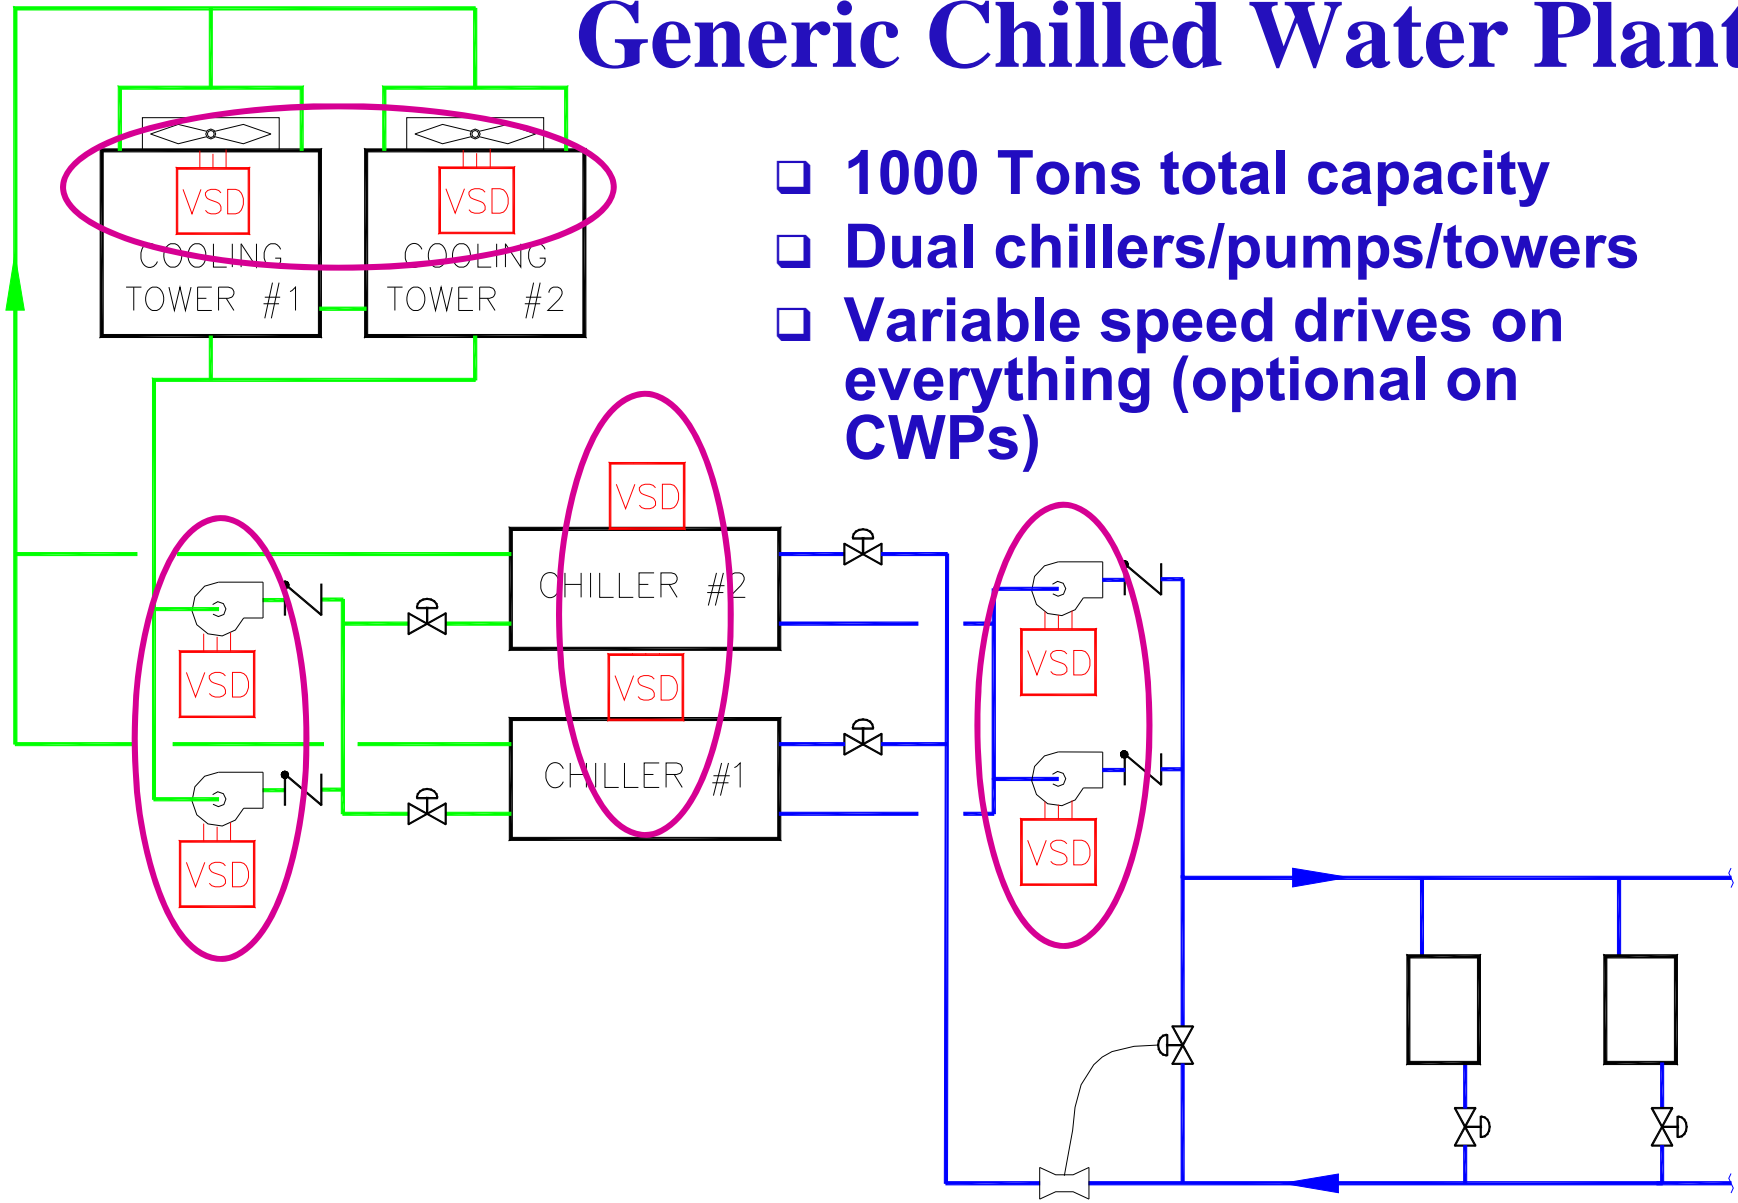 Generic Chilled Water Plant
❑ 1000 Tons total capacity
❑ Dual chillers/pumps/towers
❑ Variable speed drives on
everything (optional on
CWPs)
VSD
VSD
COOLING
TOWER #1
COOLING
TOWER #2
VSD
CHILLER #2
VSD
CHILLER #1
VSD
VSD
VSD
VSD